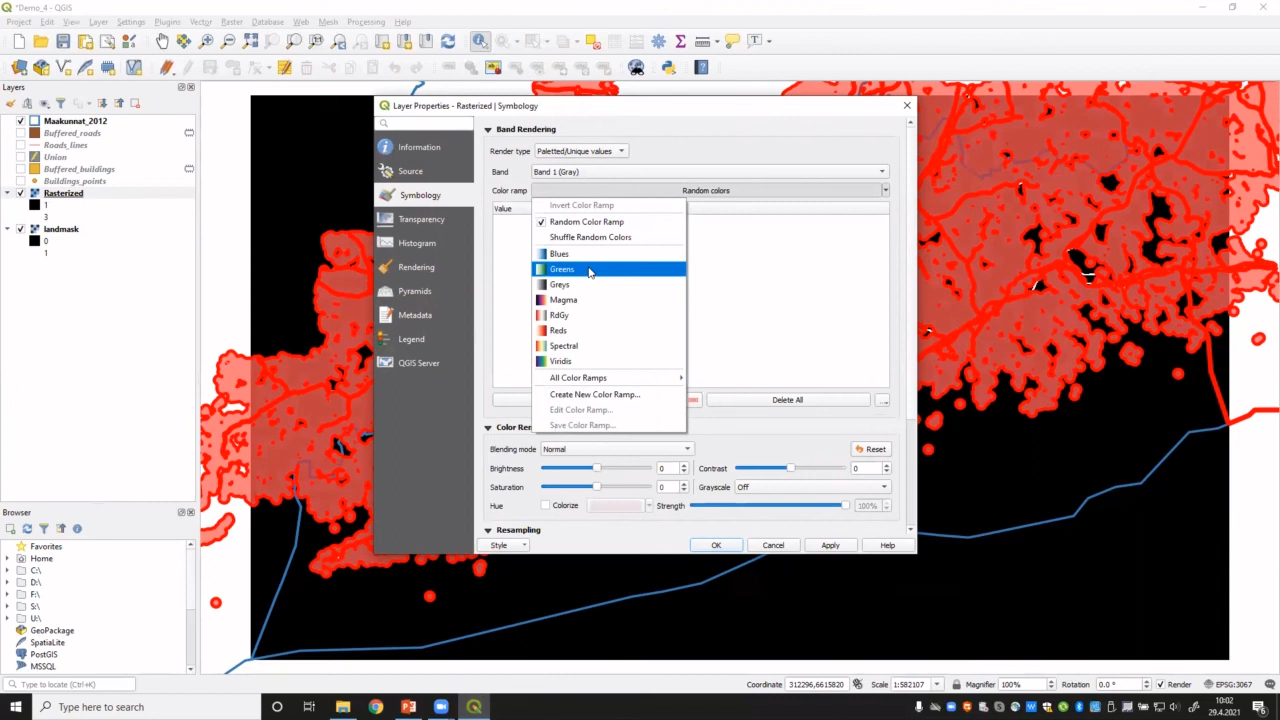 *Demo_4 - QGIS
Project Edit View Layer Settings Plugins Vector Raster Database Web Mesh Processing Help
Layers
Maakunnat_2012
Buffered_roads
Roads_lines
Union
Buffered_buildings
Buildings_points
Rasterized
1
3
landmask
0
1
Browser
Favorites
Home
C:\
D:\
F:\
S:\
U:\
GeoPackage
SpatiaLite
PostGIS
MSSQL
Layer Properties - Rasterized | Symbology
Information
Source
Symbology
Transparency
Histogram
Rendering
Pyramids
Metadata
Legend
QGIS Server
Band Rendering
Render type Paletted/Unique values
Band Band 1 (Gray)
Color ramp Random colors
Value
Invert Color Ramp
Random Color Ramp
Shuffle Random Colors
Blues
Greens
Greys
Magma
RdGy
Reds
Spectral
Viridis
All Color Ramps
Create New Color Ramp...
Edit Color Ramp...
Save Color Ramp...
Delete All
...
Color Ren
Blending mode Normal Reset
Brightness 0 Contrast 0
Saturation 0 Grayscale Off
Hue Colorize Strength 100%
Resampling
Style OK Cancel Apply Help
Type to locate (Ctrl+K) Coordinate 312296,6615820 Scale 1:582107 Magnifier 100% Rotation 0.0 ° Render EPSG:3067
Type here to search
10:02
29.4.2021